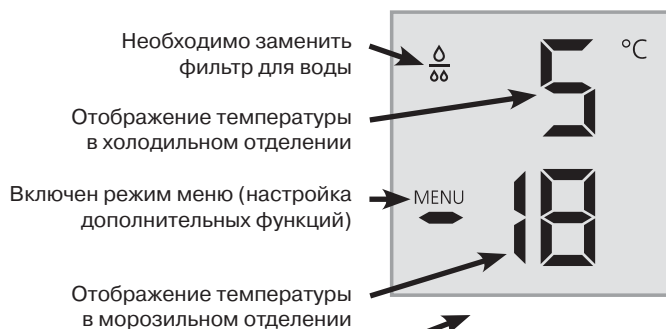 Необходимо заменить
фильтр для воды
5 °C
Отображение температуры
в холодильном отделении
Включен режим меню (настройка
дополнительных функций)
MENU
18
Отображение температуры
в морозильном отделении